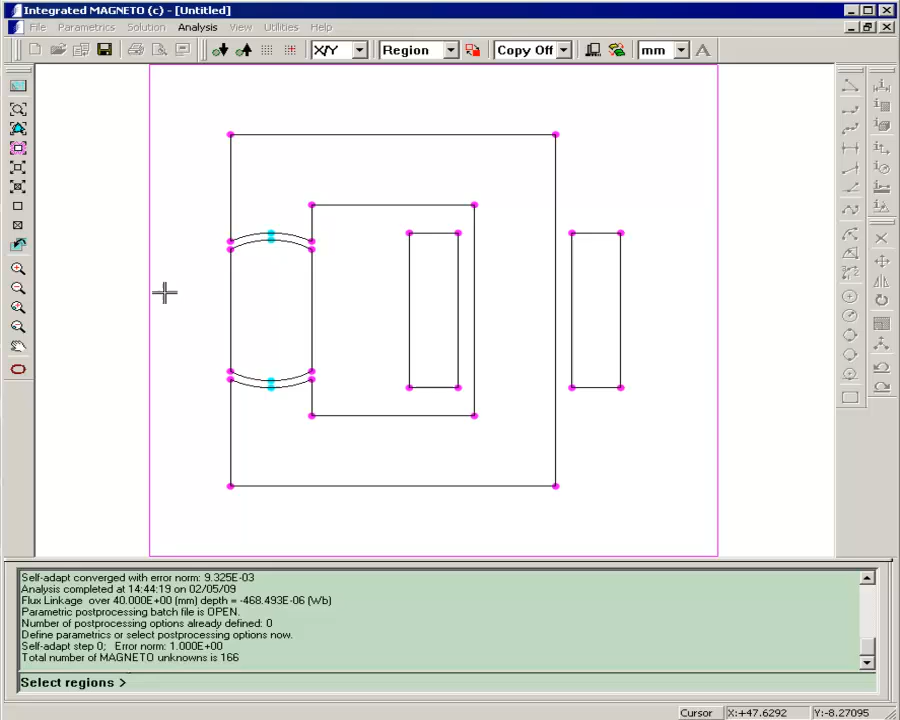 Integrated MAGNETO (c) - [Untitled]
File Parametrics Solution Analysis View Utilities Help
X/Y Region Copy Off mm
Self-adapt converged with error norm: 9.325E-03
Analysis completed at 14:44:19 on 02/05/09
Flux Linkage over 40.000E+00 (mm) depth = -468.493E-06 (Wb)
Parametric postprocessing batch file is OPEN.
Number of postprocessing options already defined: 0
Define parametrics or select postprocessing options now.
Self-adapt step 0; Error norm: 1.000E+00
Total number of MAGNETO unknowns is 166
Select regions >
Cursor X:+47.6292 Y:-8.27095